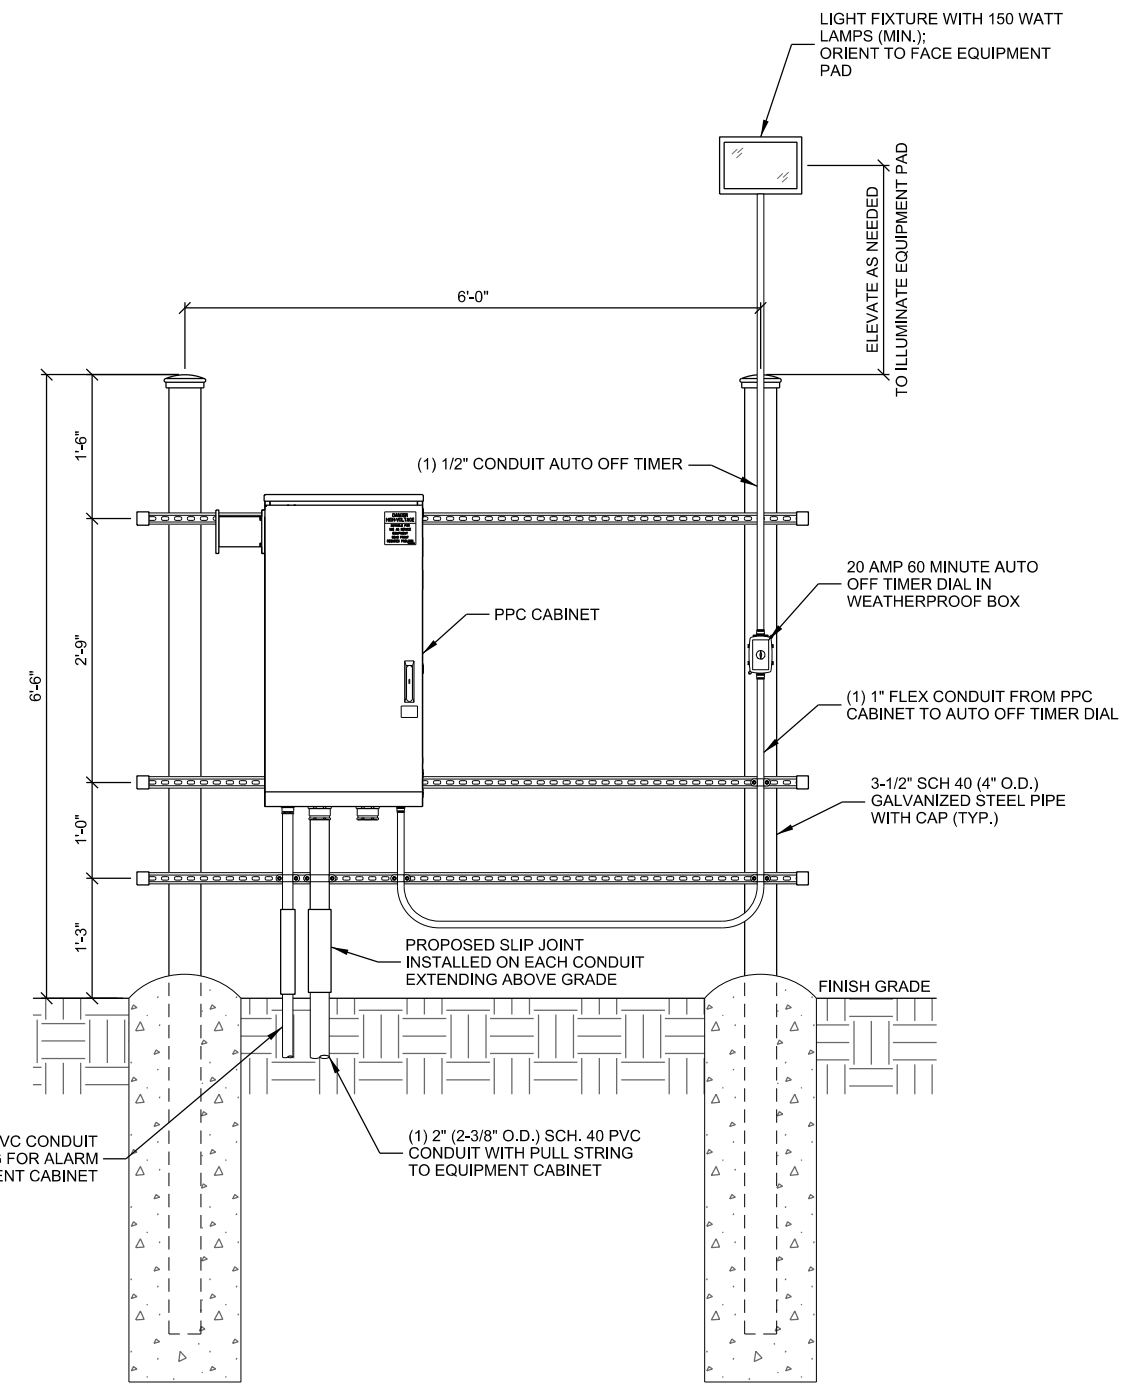 LIGHT FIXTURE WITH 150 WATT
LAMPS (MIN.);
ORIENT TO FACE EQUIPMENT
PAD
ELEVATE AS NEEDED
TO ILLUMINATE EQUIPMENT PAD
6'-0"
1'-6"
(1) 1/2" CONDUIT AUTO OFF TIMER
DANGER
HIGH VOLTAGE
20 AMP 60 MINUTE AUTO
OFF TIMER DIAL IN
WEATHERPROOF BOX
PPC CABINET
2'-9"
6'-6"
(1) 1" FLEX CONDUIT FROM PPC
CABINET TO AUTO OFF TIMER DIAL
3-1/2" SCH 40 (4" O.D.)
GALVANIZED STEEL PIPE
WITH CAP (TYP.)
1'-0"
1'-3"
PROPOSED SLIP JOINT
INSTALLED ON EACH CONDUIT
EXTENDING ABOVE GRADE
FINISH GRADE
VC CONDUIT
FOR ALARM
ENT CABINET
(1) 2" (2-3/8" O.D.) SCH. 40 PVC
CONDUIT WITH PULL STRING
TO EQUIPMENT CABINET